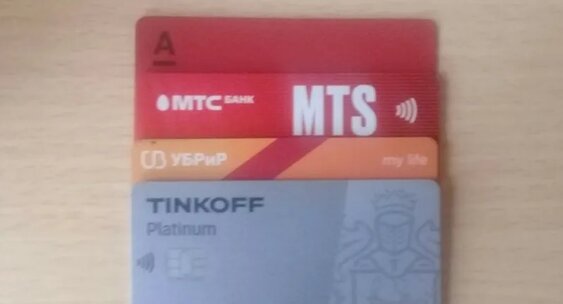 А
МТС БАНК MTS
УБРиР my life
TINKOFF
Platinum